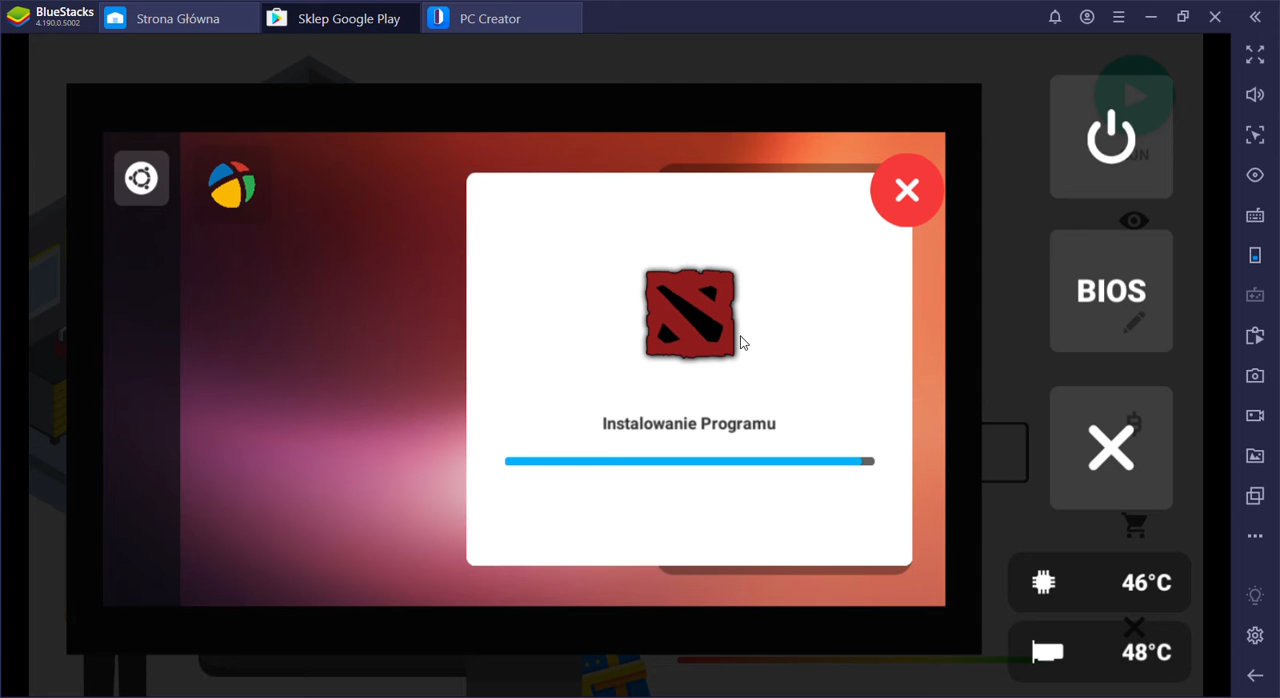 BlueStacks
4.190.0.5002
Strona Główna
Sklep Google Play
PC Creator
BIOS
Instalowanie Programu
46°C
48°C